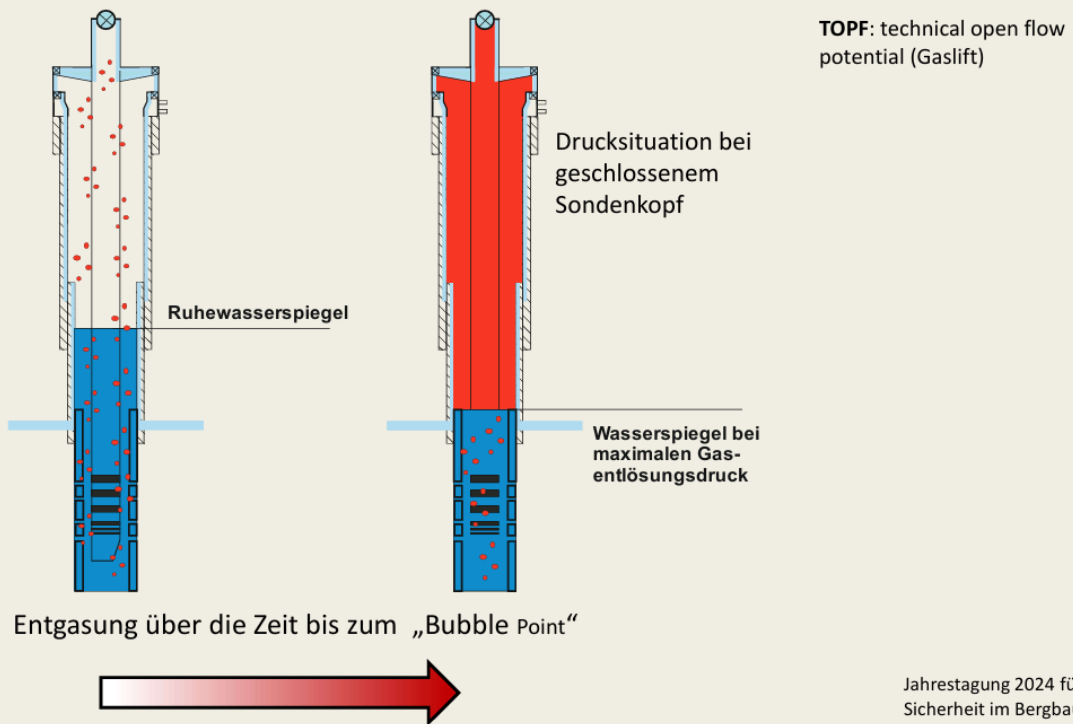 TOPF: technical open flow
potential (Gaslift)
Drucksituation bei
geschlossenem
Sondenkopf
Ruhewasserspiegel
Wasserspiegel bei
maximalen Gas-
entlösungsdruck
Entgasung über die Zeit bis zum „Bubble Point“
Jahrestagung 2024 fü
Sicherheit im Bergbau